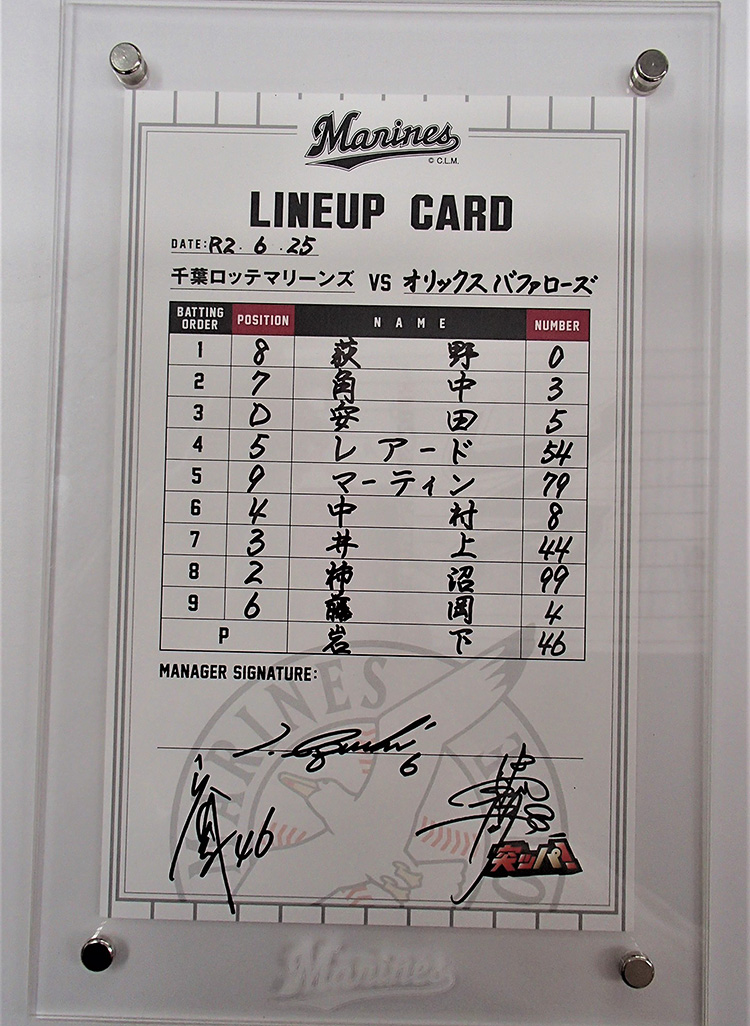 Marines
© C.L.M.
LINEUP CARD
DATE: R2. 6. 25
千葉ロッテマリーンズ VS オリックスバファローズ
BATTING ORDER POSITION NAME NUMBER
1 8 荻野 0
2 7 角中 3
3 D 安田 5
4 5 レアード 54
5 9 マーティン 79
6 4 中村 8
7 3 井上 44
8 2 柿沼 99
9 6 藤岡 4
P 岩下 46
MANAGER SIGNATURE:
MARINES
6
46
突ッパ!
Marines